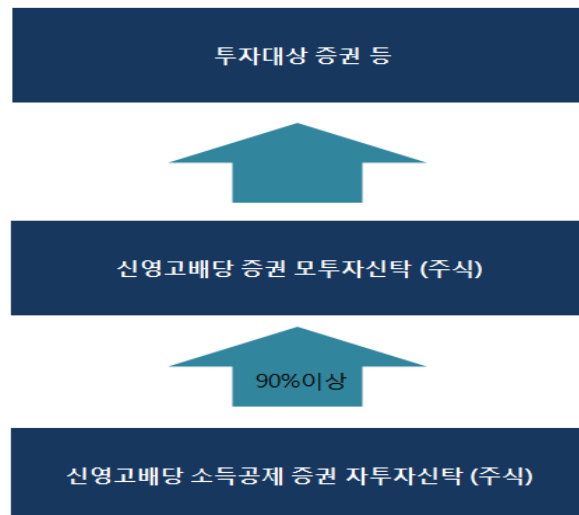 투자대상 증권 등
신영고배당 증권 모투자신탁 (주식)
90%이상
신영고배당 소득공제 증권 자투자신탁 (주식)